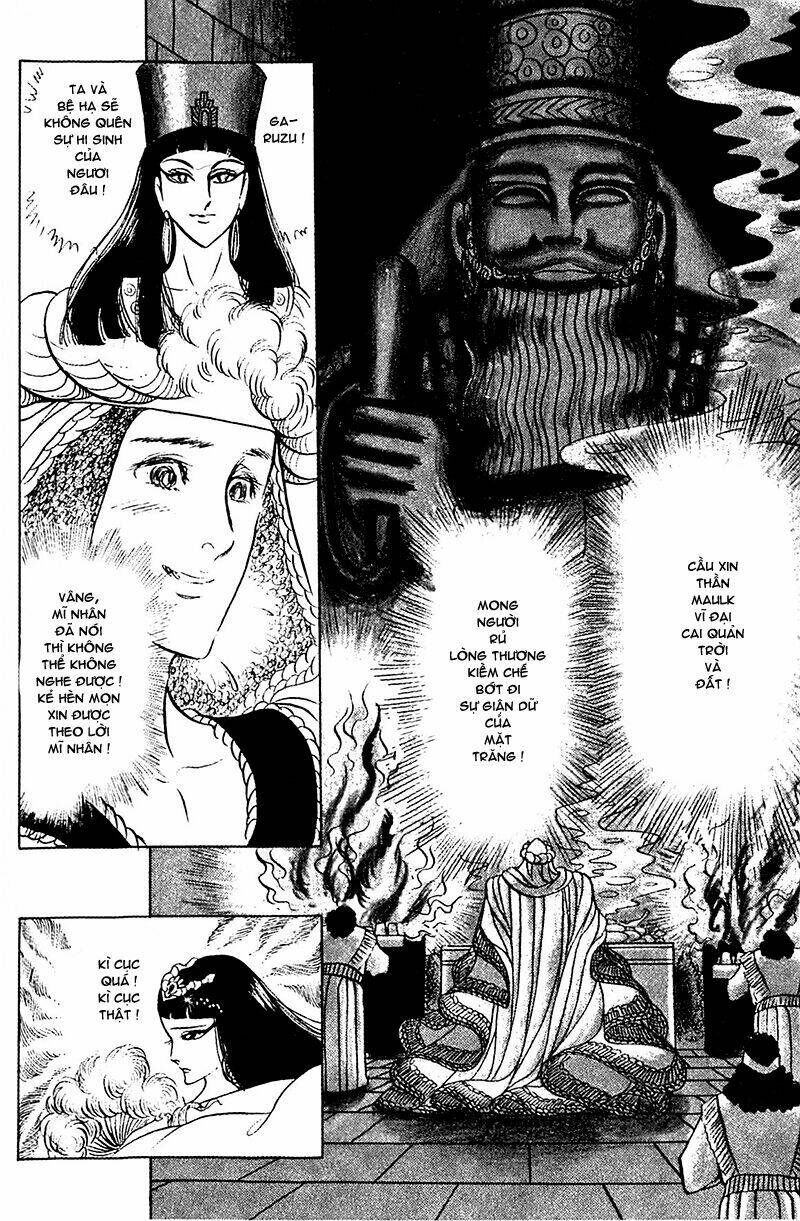 CẦU XIN
THẦN
MAULK
VĨ ĐẠI
CAI QUẢN
TRỜI
VÀ
ĐẤT !
MONG
NGƯỜI
RỦ
LÒNG THƯƠNG
KIỀM CHẾ
BỚT ĐI
SỰ GIẬN DỮ
CỦA
MẶT
TRĂNG !
GA-
RUZU !
TA VÀ
BỆ HẠ SẼ
KHÔNG QUÊN
SỰ HI SINH
CỦA
NGƯƠI
ĐÂU !
VÂNG,
MĨ NHÂN
ĐÃ NÓI
THÌ KHÔNG
THỂ KHÔNG
NGHE ĐƯỢC !
KẺ HÈN MỌN
XIN ĐƯỢC
THEO LỜI
MĨ NHÂN !
KÌ CỤC
QUÁ !
KÌ CỤC
THẬT !